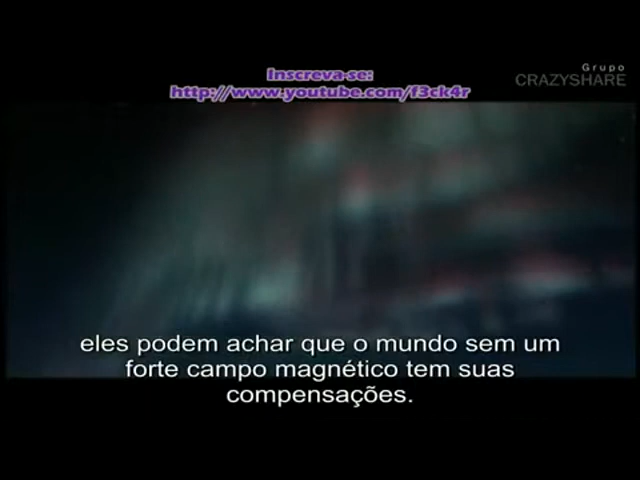 Inscreva-se:
http://www.youtube.com/f3ck4r
Grupo
CRAZYSHARE
eles podem achar que o mundo sem um
forte campo magnético tem suas
compensações.